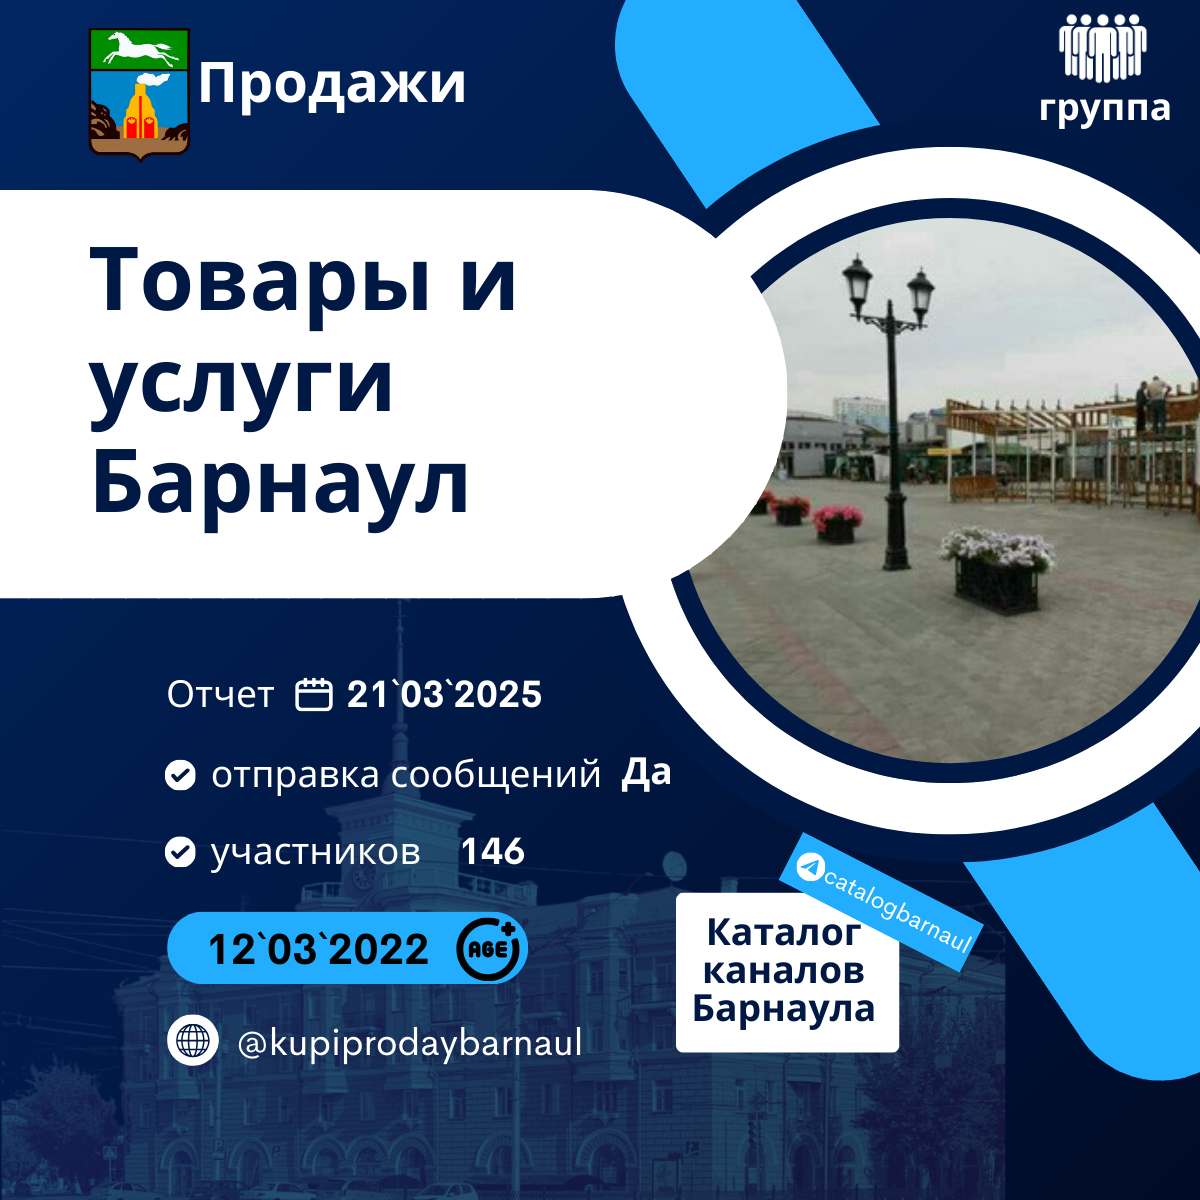 Продажи
группа
Товары и
услуги
Барнаул
Отчет 21`03`2025
отправка сообщений Да
участников 146
12`03`2022 AGE+
@kupiprodaybarnaul
catalogbarnaul
Каталог
каналов
Барнаула